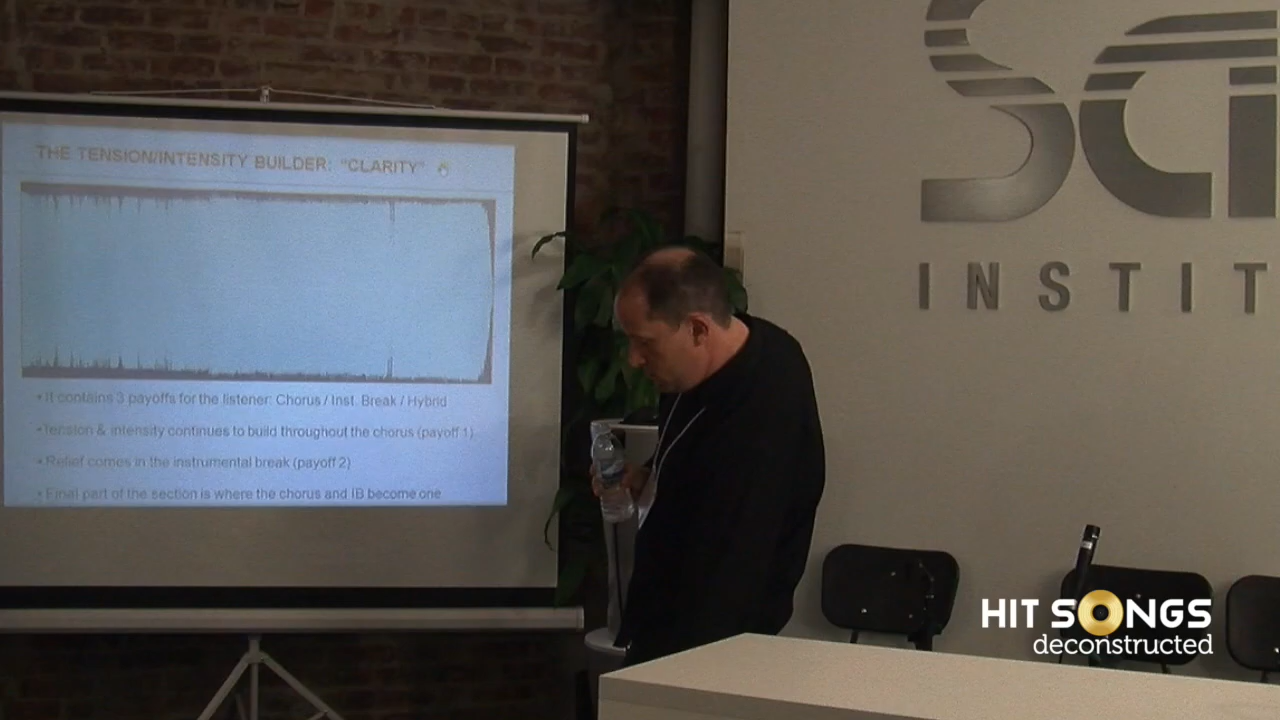 THE TENSION/INTENSITY BUILDER: "CLARITY"
• It contains 3 payoffs for the listener: Chorus / Inst. Break / Hybrid
• Tension & intensity continues to build throughout the chorus (payoff 1)
• Relief comes in the instrumental break (payoff 2)
• Final part of the section is where the chorus and IB become one
INSTIT
HIT SONGS
deconstructed